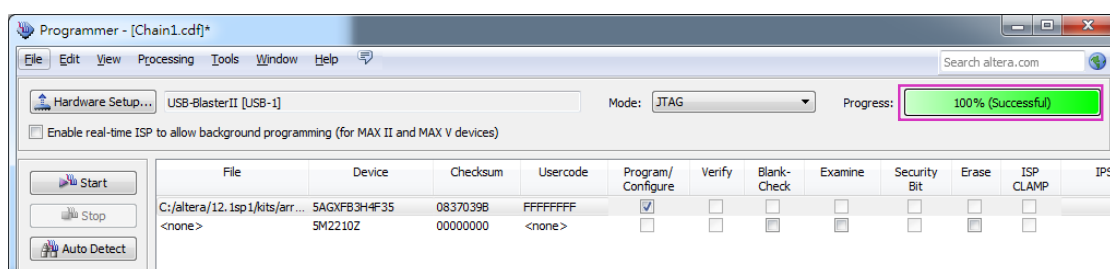 Programmer - [Chain1.cdf]*
File Edit View Processing Tools Window Help Search altera.com
Hardware Setup... USB-BlasterII [USB-1] Mode: JTAG Progress: 100% (Successful)
Enable real-time ISP to allow background programming (for MAX II and MAX V devices)
Start
Stop
Auto Detect
File Device Checksum Usercode Program/ Configure Verify Blank- Check Examine Security Bit Erase ISP CLAMP IPS
C:/altera/12.1sp1/kits/arr... 5AGXFB3H4F35 0837039B FFFFFFFF
<none> 5M2210Z 00000000 <none>